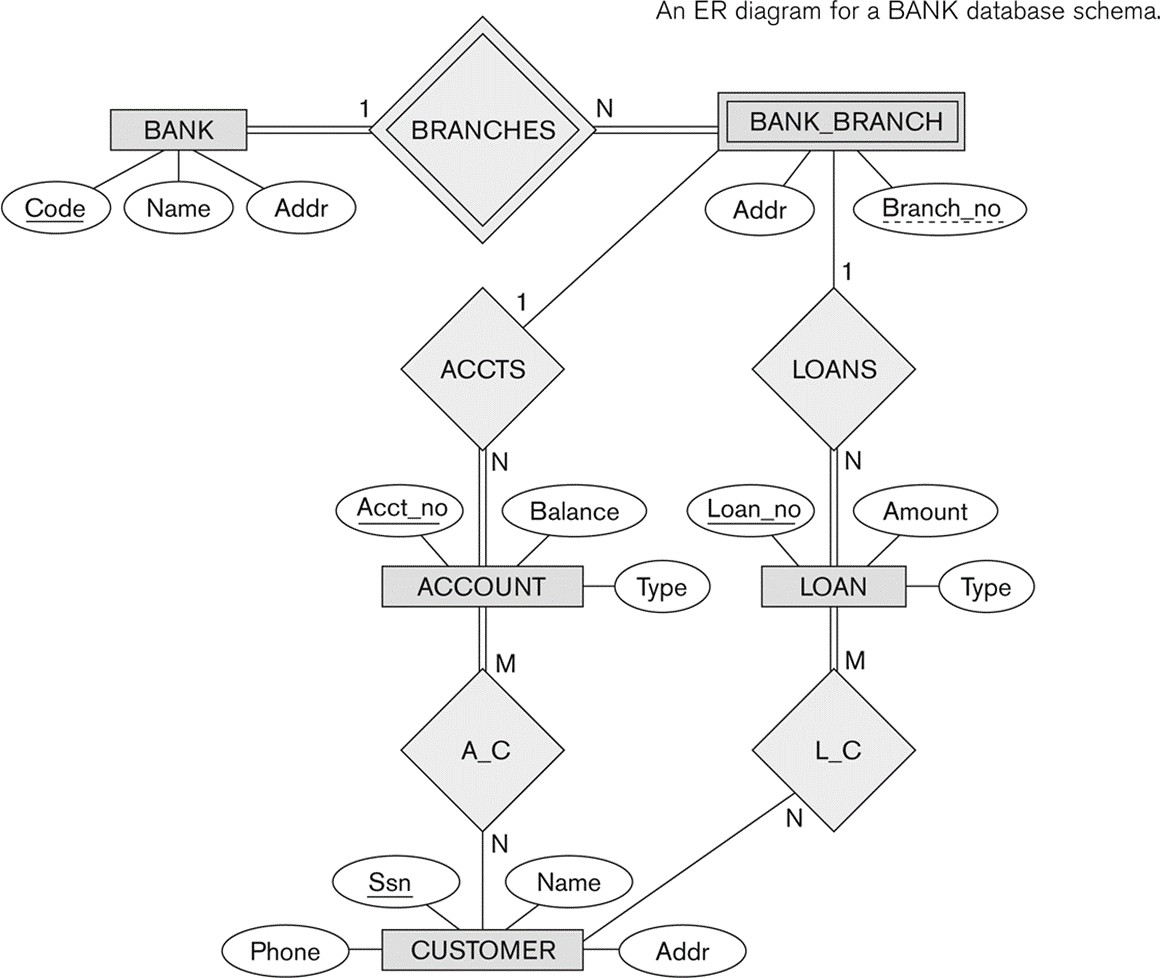 An ER diagram for a BANK database schema.
1
N
BANK
BRANCHES
BANK_BRANCH
Code
Name
Addr
Addr
Branch_no
1
1
ACCTS
LOANS
N
N
Acct_no
Balance
Loan_no
Amount
ACCOUNT
Type
LOAN
Type
M
M
A_C
L_C
N
N
Ssn
Name
Phone
CUSTOMER
Addr